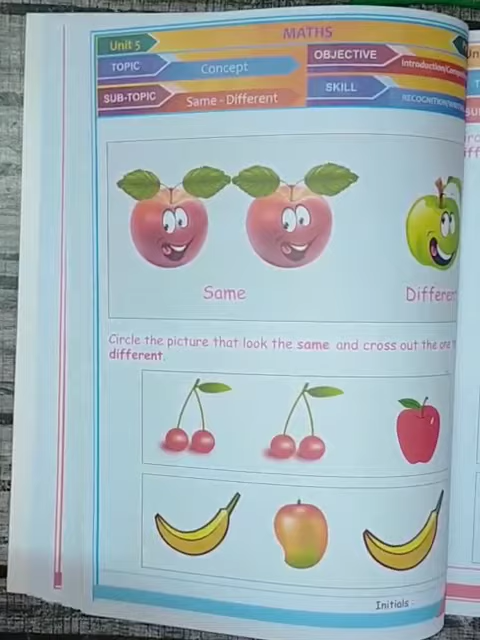 MATHS
Unit 5
TOPIC
Concept
OBJECTIVE
SUB-TOPIC
Same - Different
SKILL
Same
Different
Circle the picture that look the same and cross out the one
different.
Initials